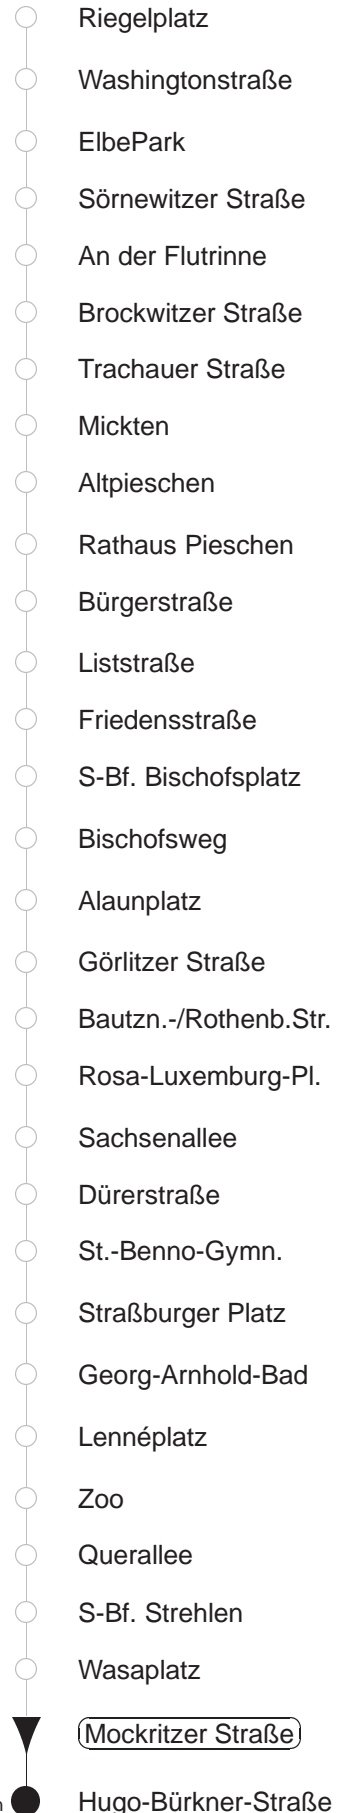 Riegelplatz
Washingtonstraße
ElbePark
Sörnewitzer Straße
An der Flutrinne
Brockwitzer Straße
Trachauer Straße
Mickten
Altpieschen
Rathaus Pieschen
Bürgerstraße
Liststraße
Friedensstraße
S-Bf. Bischofsplatz
Bischofsweg
Alaunplatz
Görlitzer Straße
Bautzn.-/Rothenb.Str.
Rosa-Luxemburg-Pl.
Sachsenallee
Dürerstraße
St.-Benno-Gymn.
Straßburger Platz
Georg-Arnhold-Bad
Lennéplatz
Zoo
Querallee
S-Bf. Strehlen
Wasaplatz
Mockritzer Straße
Hugo-Bürkner-Straße